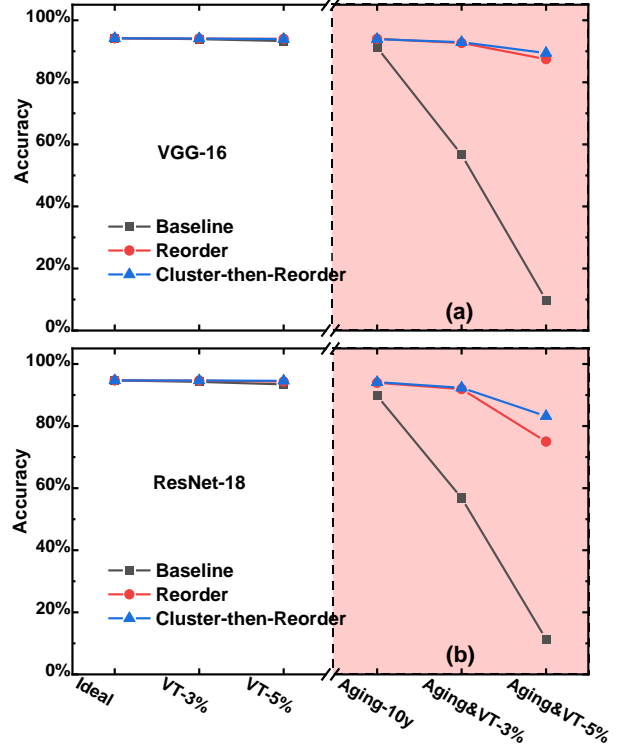 100%
80%
60%
40%
20%
0%
Accuracy
VGG-16
Baseline
Reorder
Cluster-then-Reorder
(a)
100%
80%
60%
40%
20%
0%
Accuracy
ResNet-18
Baseline
Reorder
Cluster-then-Reorder
(b)
Ideal
VT-3%
VT-5%
Aging-10y
Aging&VT-3%
Aging&VT-5%